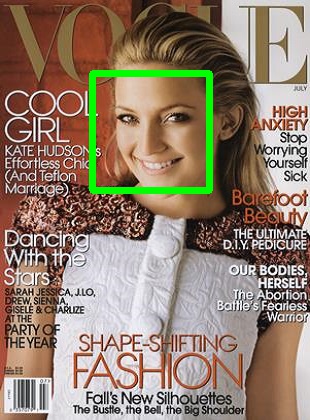 VOGUE
JULY
COOL
GIRL
KATE HUDSON's
Effortless Chic
(And Teflon
Marriage)
HIGH
ANXIETY
Stop
Worrying
Yourself
Sick
Barefoot
Beauty
THE ULTIMATE
D.I.Y. PEDICURE
Dancing
With the
Stars
SARAH JESSICA, J.LO,
DREW, SIENNA,
GISELE & CHARLIZE
AT THE
PARTY OF
THE YEAR
OUR BODIES,
HERSELF
The Abortion
Battle's Fearless
Warrior
SHAPE-SHIFTING
FASHION
Fall's New Silhouettes
The Bustle, the Bell, the Big Shoulder